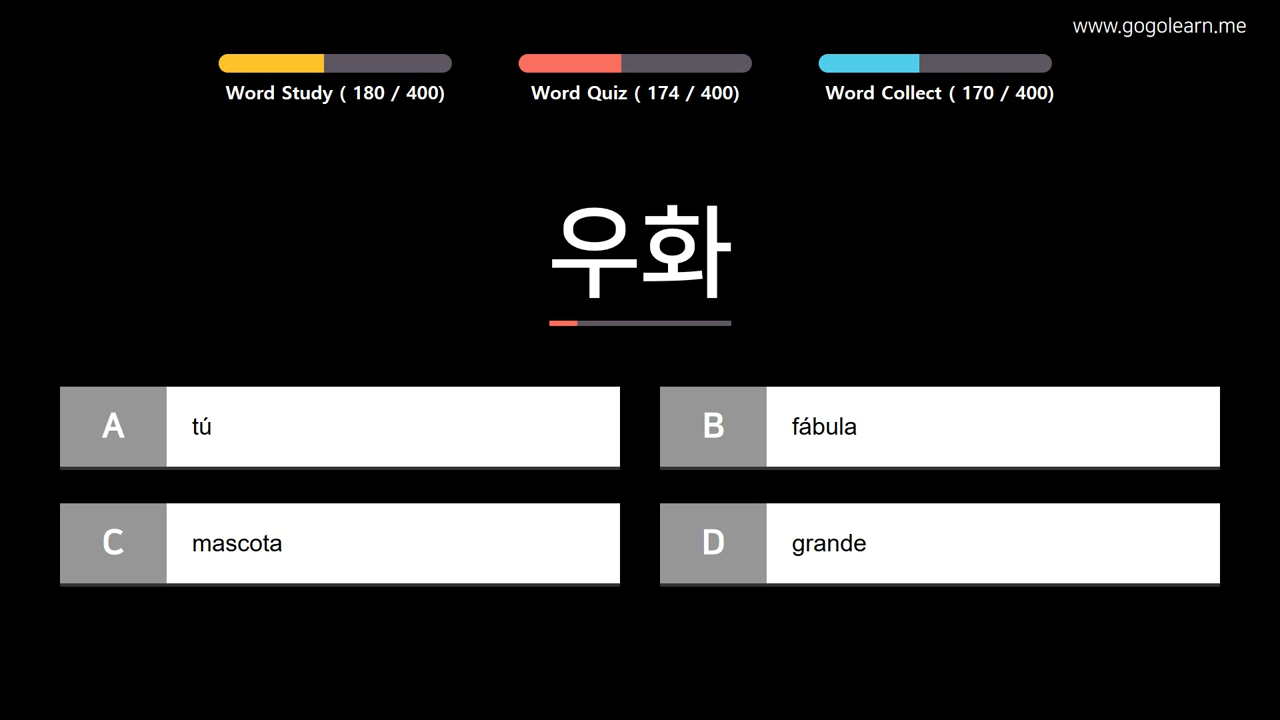 www.gogolearn.me
Word Study ( 180 / 400)
Word Quiz ( 174 / 400)
Word Collect ( 170 / 400)
우화
A tú
B fábula
C mascota
D grande